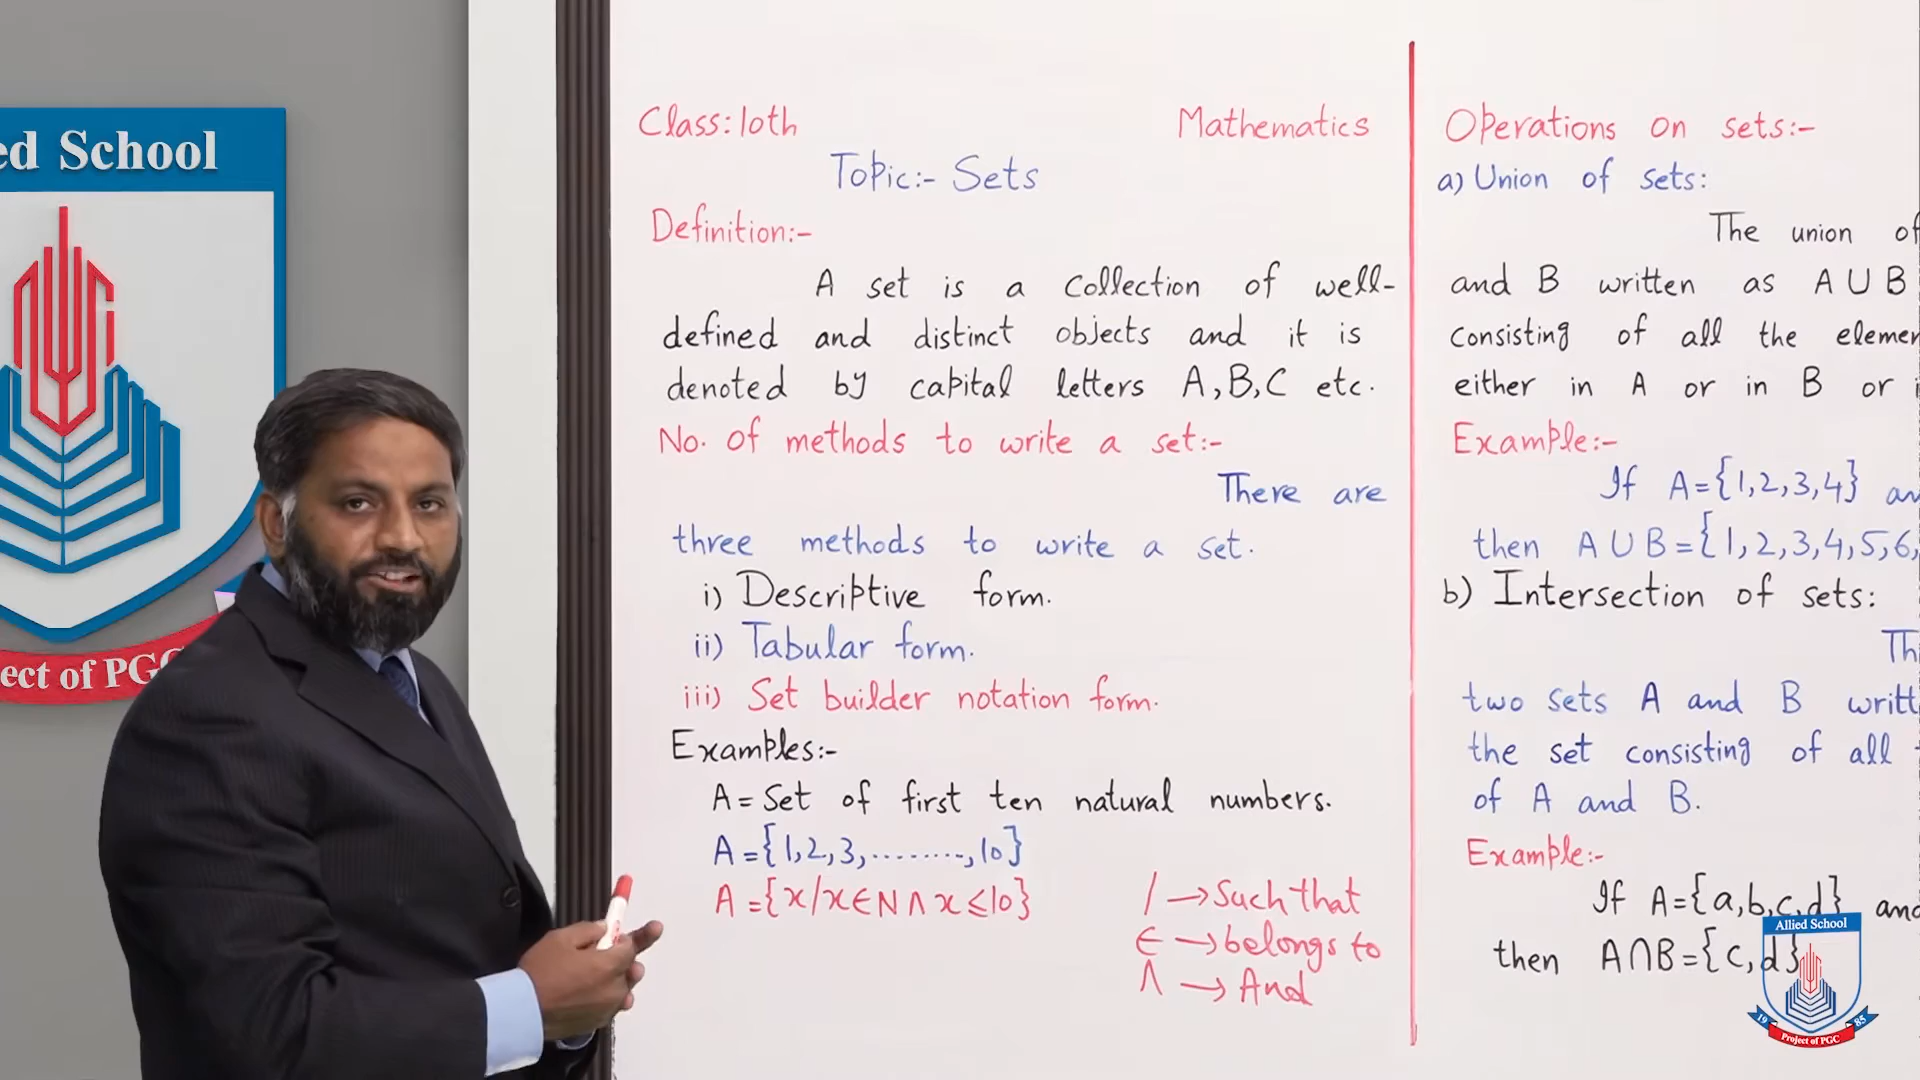 ed School
ect of PGC
Class:10th
Mathematics
Topic:- Sets
Definition:-
A set is a collection of well-
defined and distinct objects and it is
denoted by capital letters A,B,C etc.
No. of methods to write a set:-
There are
three methods to write a set.
i) Descriptive form.
ii) Tabular form.
iii) Set builder notation form.
Examples:-
A = Set of first ten natural numbers.
A = {1,2,3,........,10}
A = {x/x∈N∧x≤10}
/ → Such that
∈ → belongs to
∧ → And
Operations on sets:-
a) Union of sets:
The union of
and B written as A∪B
consisting of all the elemen
either in A or in B or i
Example:-
If A={1,2,3,4} an
then A∪B={1,2,3,4,5,6,
b) Intersection of sets:
Th
two sets A and B writt
the set consisting of all
of A and B.
Example:-
If A={a,b,c,d} and
then A∩B={c,d}
Allied School
19 85
Project of PGC